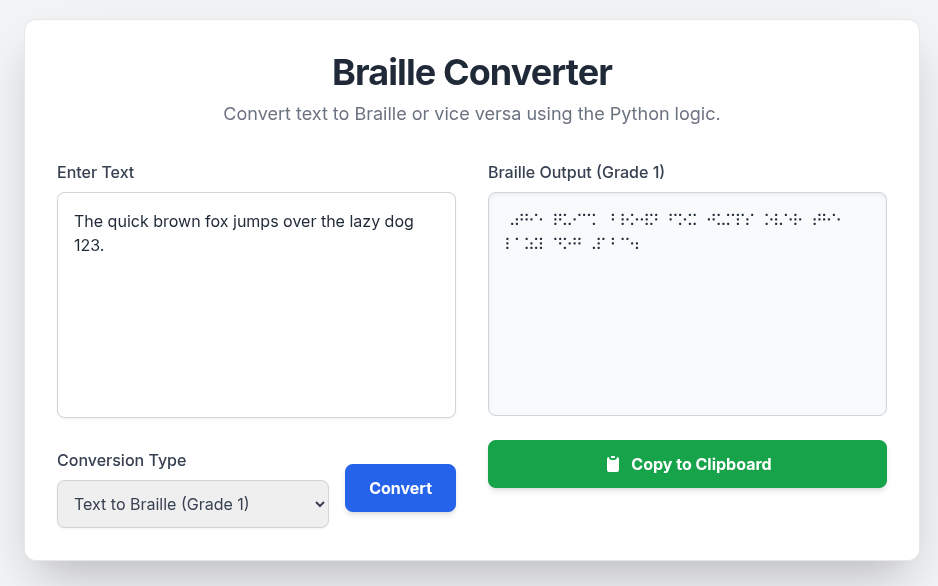 Braille Converter
Convert text to Braille or vice versa using the Python logic.
Enter Text
The quick brown fox jumps over the lazy dog
123.
Conversion Type
Text to Braille (Grade 1)
Convert
Braille Output (Grade 1)
⠠⠞⠓⠑ ⠟⠥⠊⠉⠅ ⠃⠗⠕⠺⠝ ⠋⠕⠭ ⠚⠥⠍⠏⠎ ⠕⠧⠑⠗ ⠞⠓⠑
⠇⠁⠵⠽ ⠙⠕⠛ ⠼⠁⠃⠉⠲
Copy to Clipboard